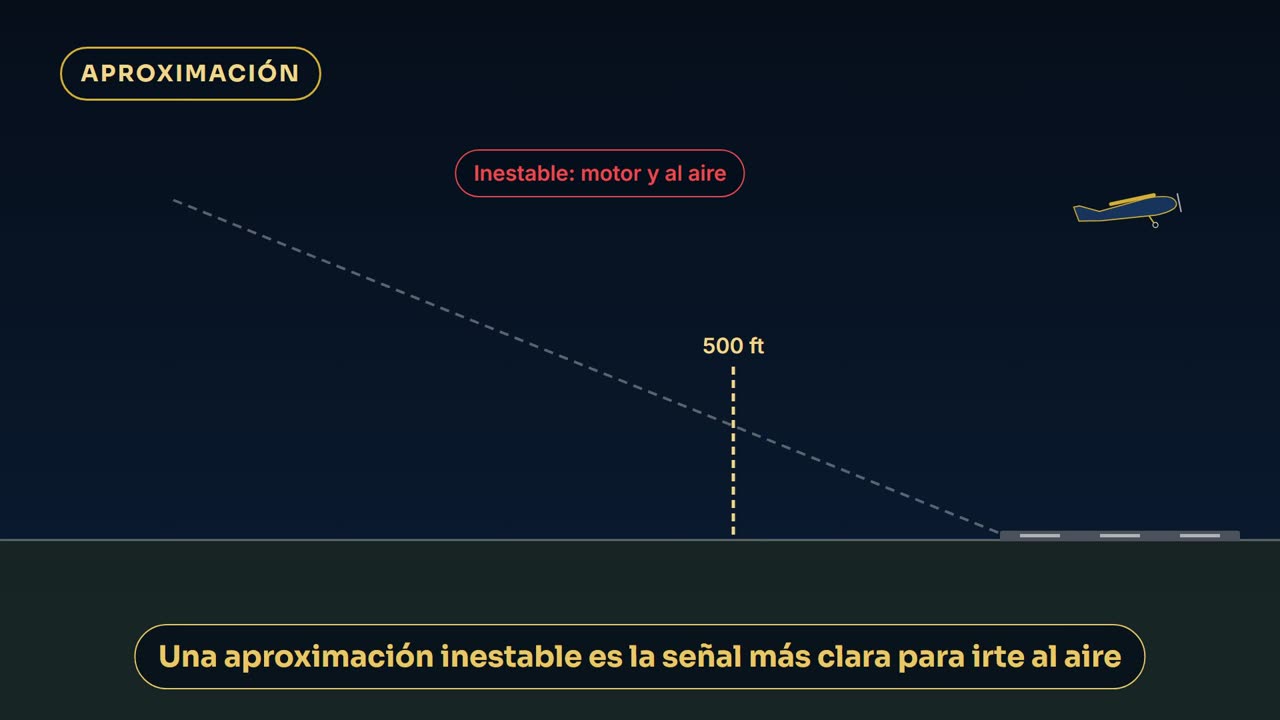 APROXIMACIÓN
Inestable: motor y al aire
500 ft
Una aproximación inestable es la señal más clara para irte al aire